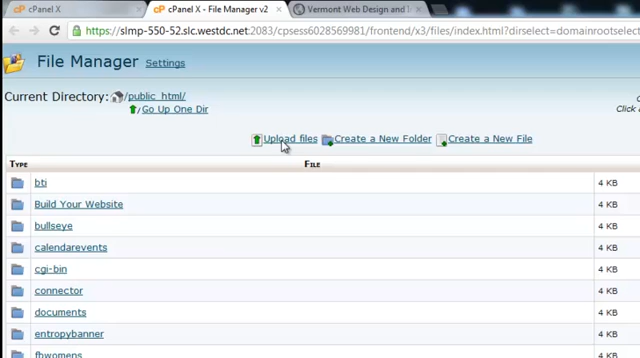 cPanel X
cPanel X - File Manager v2
Vermont Web Design and I
https://slmp-550-52.slc.westdc.net:2083/cpsess6028569981/frontend/x3/files/index.html?dirselect=domainrootselec
File Manager Settings
Current Directory: /public_html/
/Go Up One Dir
Click
Upload files Create a New Folder Create a New File
TYPE FILE
bti 4 KB
Build Your Website 4 KB
bullseye 4 KB
calendarevents 4 KB
cgi-bin 4 KB
connector 4 KB
documents 4 KB
entropybanner 4 KB
fbwomens 4 KB